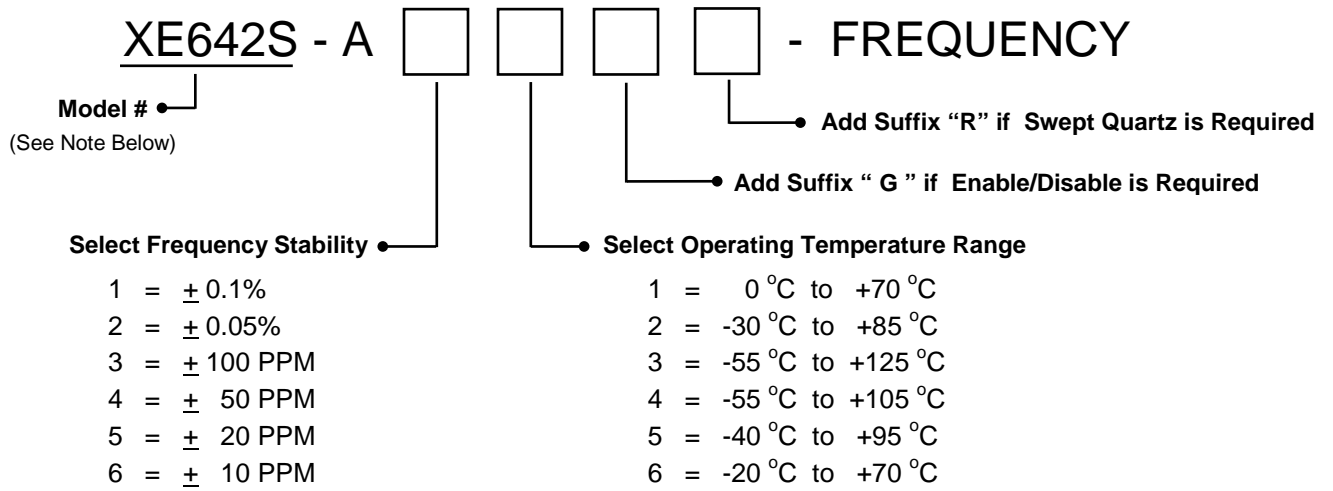 XE642S - A - FREQUENCY
Model #
(See Note Below)
Add Suffix “R” if Swept Quartz is Required
Add Suffix “ G ” if Enable/Disable is Required
Select Frequency Stability
1 = ± 0.1%
2 = ± 0.05%
3 = ± 100 PPM
4 = ± 50 PPM
5 = ± 20 PPM
6 = ± 10 PPM
Select Operating Temperature Range
1 = 0 °C to +70 °C
2 = -30 °C to +85 °C
3 = -55 °C to +125 °C
4 = -55 °C to +105 °C
5 = -40 °C to +95 °C
6 = -20 °C to +70 °C